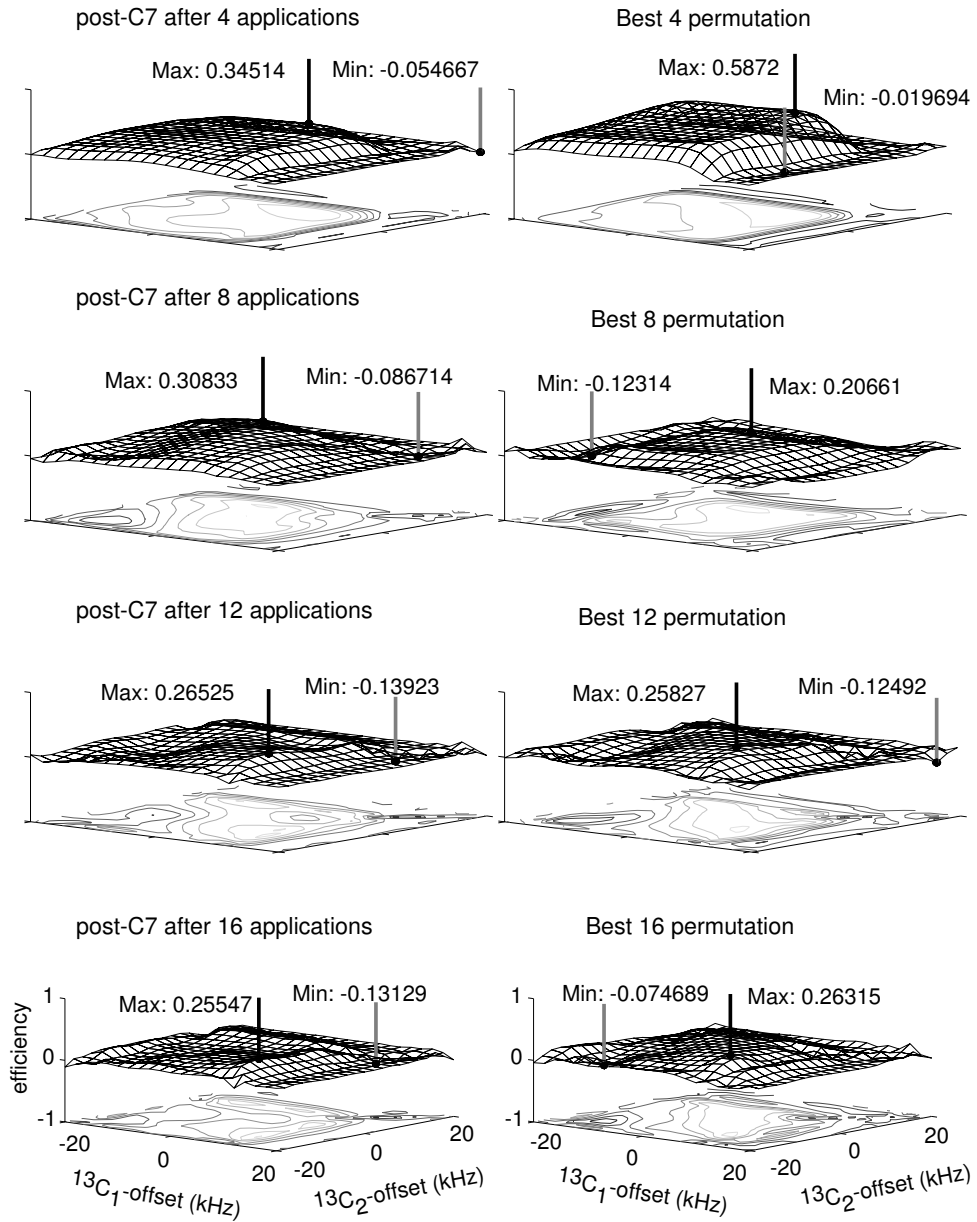 post-C7 after 4 applications
Best 4 permutation
Max: 0.34514
Min: -0.054667
Max: 0.5872
Min: -0.019694
post-C7 after 8 applications
Best 8 permutation
Max: 0.30833
Min: -0.086714
Min: -0.12314
Max: 0.20661
post-C7 after 12 applications
Best 12 permutation
Max: 0.26525
Min: -0.13923
Max: 0.25827
Min -0.12492
post-C7 after 16 applications
Best 16 permutation
Max: 0.25547
Min: -0.13129
Min: -0.074689
Max: 0.26315
efficiency
1
0
-1
-20
0
20
-20
0
20
13C1-offset (kHz)
13C2-offset (kHz)
1
0
-1
-20
0
20
-20
0
20
13C1-offset (kHz)
13C2-offset (kHz)